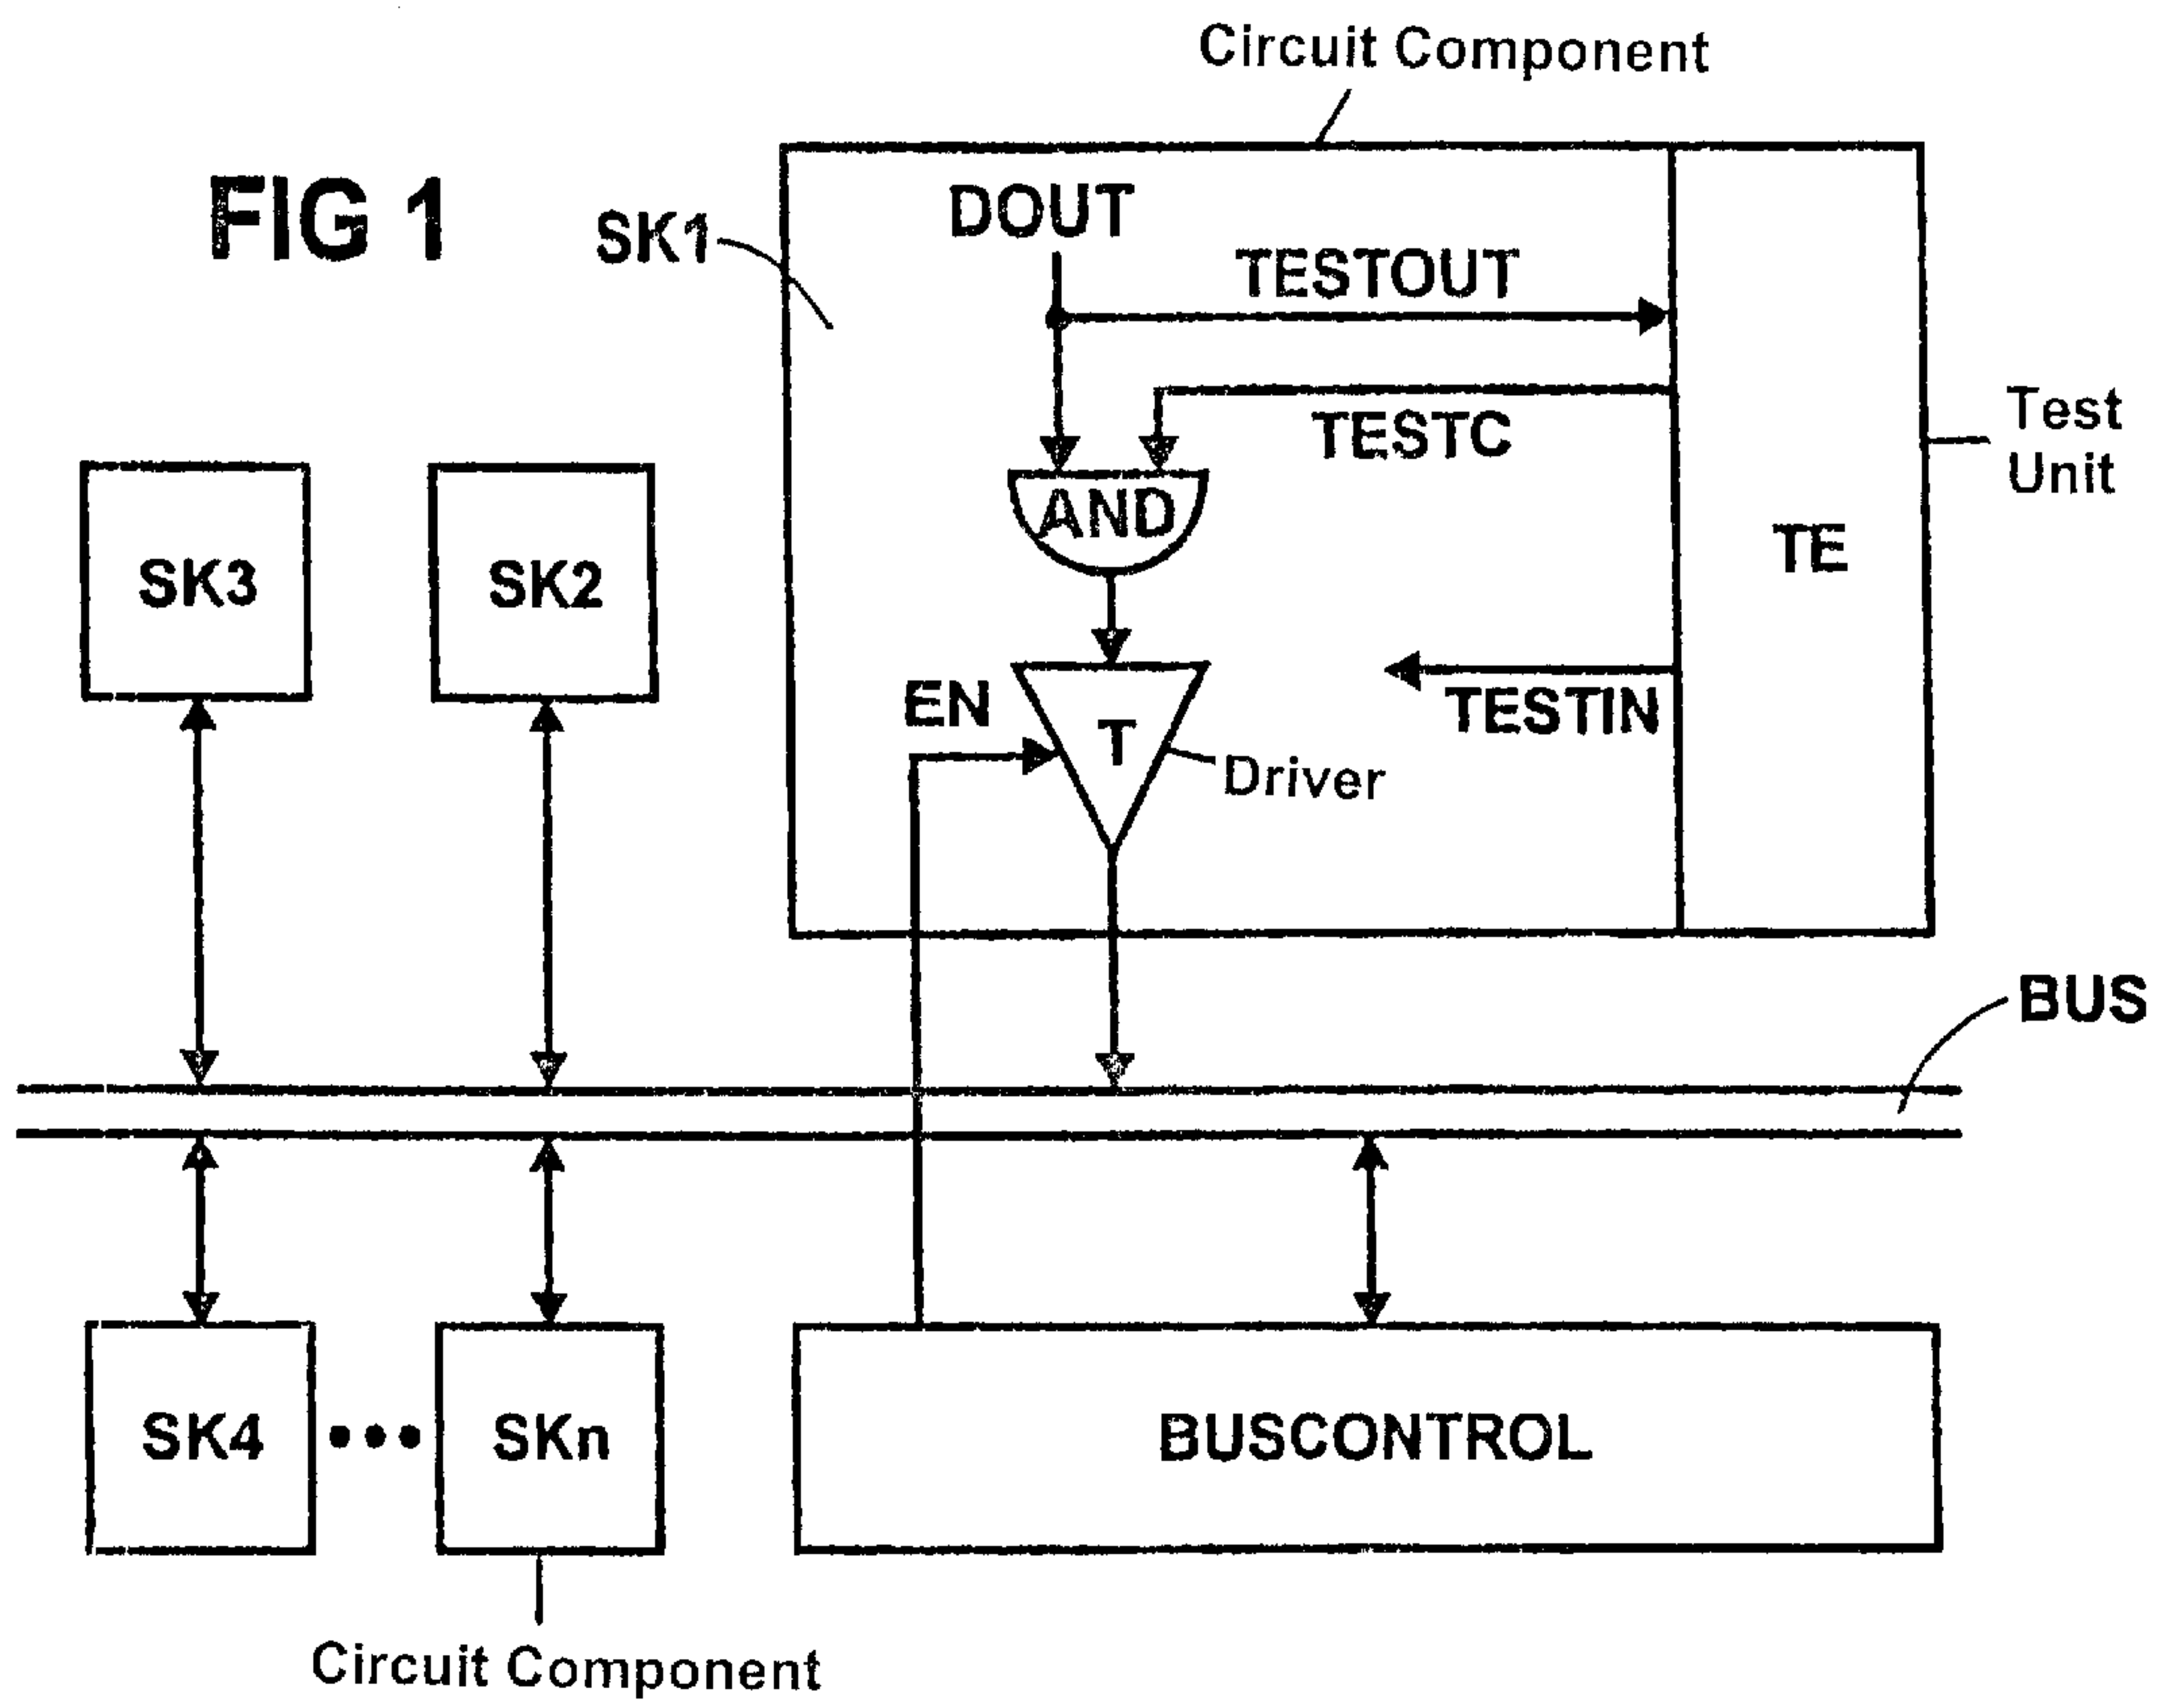 Circuit Component
FIG 1
SK1
DOUT
TESTOUT
TESTC
Test
Unit
AND
TE
SK3
SK2
EN
T
TESTIN
Driver
BUS
SK4
SKn
BUSCONTROL
Circuit Component